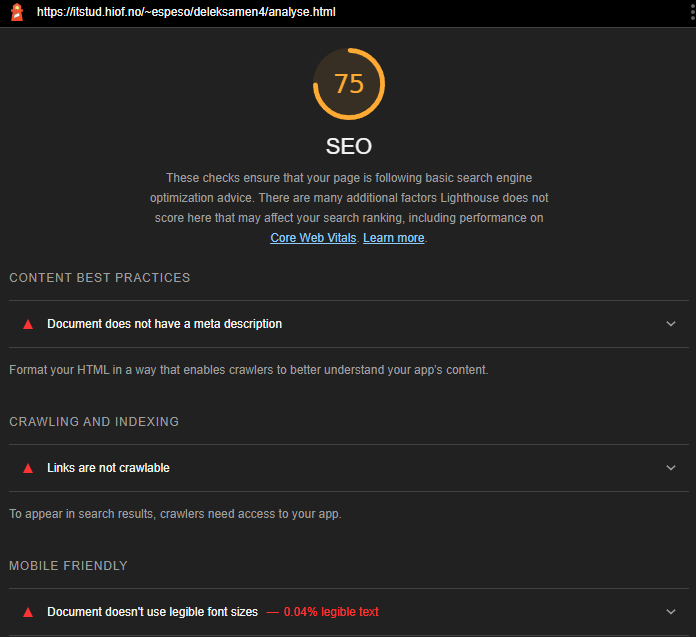 https://itstud.hiof.no/~espeso/deleksamen4/analyse.html
75
SEO
These checks ensure that your page is following basic search engine
optimization advice. There are many additional factors Lighthouse does not
score here that may affect your search ranking, including performance on
Core Web Vitals. Learn more.
CONTENT BEST PRACTICES
Document does not have a meta description
Format your HTML in a way that enables crawlers to better understand your app's content.
CRAWLING AND INDEXING
Links are not crawlable
To appear in search results, crawlers need access to your app.
MOBILE FRIENDLY
Document doesn't use legible font sizes — 0.04% legible text